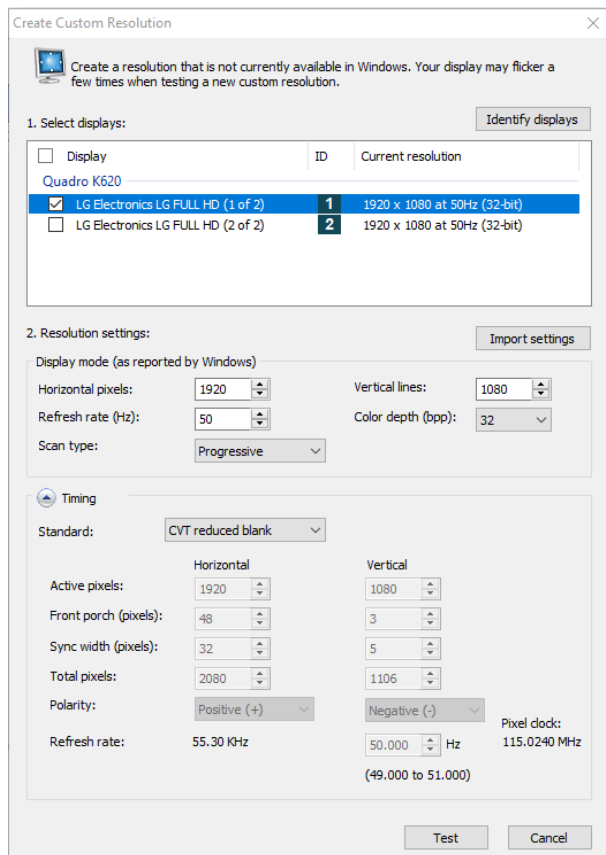 Create Custom Resolution
Create a resolution that is not currently available in Windows. Your display may flicker a
few times when testing a new custom resolution.
1. Select displays:
Identify displays
Display ID Current resolution
Quadro K620
LG Electronics LG FULL HD (1 of 2) 1 1920 x 1080 at 50Hz (32-bit)
LG Electronics LG FULL HD (2 of 2) 2 1920 x 1080 at 50Hz (32-bit)
2. Resolution settings:
Import settings
Display mode (as reported by Windows)
Horizontal pixels: 1920 Vertical lines: 1080
Refresh rate (Hz): 50 Color depth (bpp): 32
Scan type: Progressive
Timing
Standard: CVT reduced blank
Horizontal Vertical
Active pixels: 1920 1080
Front porch (pixels): 48 3
Sync width (pixels): 32 5
Total pixels: 2080 1106
Polarity: Positive (+) Negative (-)
Pixel clock:
Refresh rate: 55.30 KHz 50.000 Hz 115.0240 MHz
(49.000 to 51.000)
Test Cancel